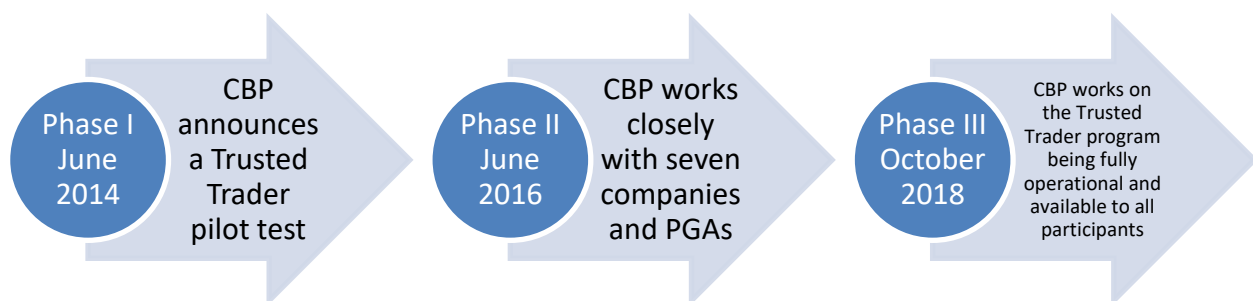 Phase I
June
2014
CBP
announces
a Trusted
Trader
pilot test
Phase II
June
2016
CBP works
closely
with seven
companies
and PGAs
Phase III
October
2018
CBP works on
the Trusted
Trader program
being fully
operational and
available to all
participants